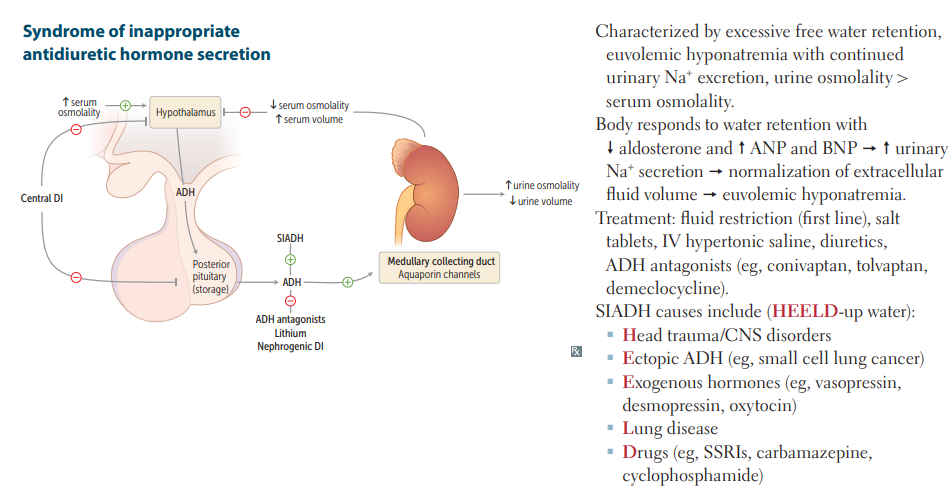 Syndrome of inappropriate
antidiuretic hormone secretion
↑ serum
osmolality
+
Hypothalamus
−
↓ serum osmolality
↑ serum volume
−
Central DI
ADH
↑ urine osmolality
↓ urine volume
SIADH
+
Posterior
pituitary
(storage)
−
ADH
+
Medullary collecting duct
Aquaporin channels
−
ADH antagonists
Lithium
Nephrogenic DI
Characterized by excessive free water retention,
euvolemic hyponatremia with continued
urinary Na⁺ excretion, urine osmolality >
serum osmolality.
Body responds to water retention with
↓ aldosterone and ↑ ANP and BNP → ↑ urinary
Na⁺ secretion → normalization of extracellular
fluid volume → euvolemic hyponatremia.
Treatment: fluid restriction (first line), salt
tablets, IV hypertonic saline, diuretics,
ADH antagonists (eg, conivaptan, tolvaptan,
demeclocycline).
SIADH causes include (HEELD-up water):
▪ Head trauma/CNS disorders
℞
▪ Ectopic ADH (eg, small cell lung cancer)
▪ Exogenous hormones (eg, vasopressin,
desmopressin, oxytocin)
▪ Lung disease
▪ Drugs (eg, SSRIs, carbamazepine,
cyclophosphamide)